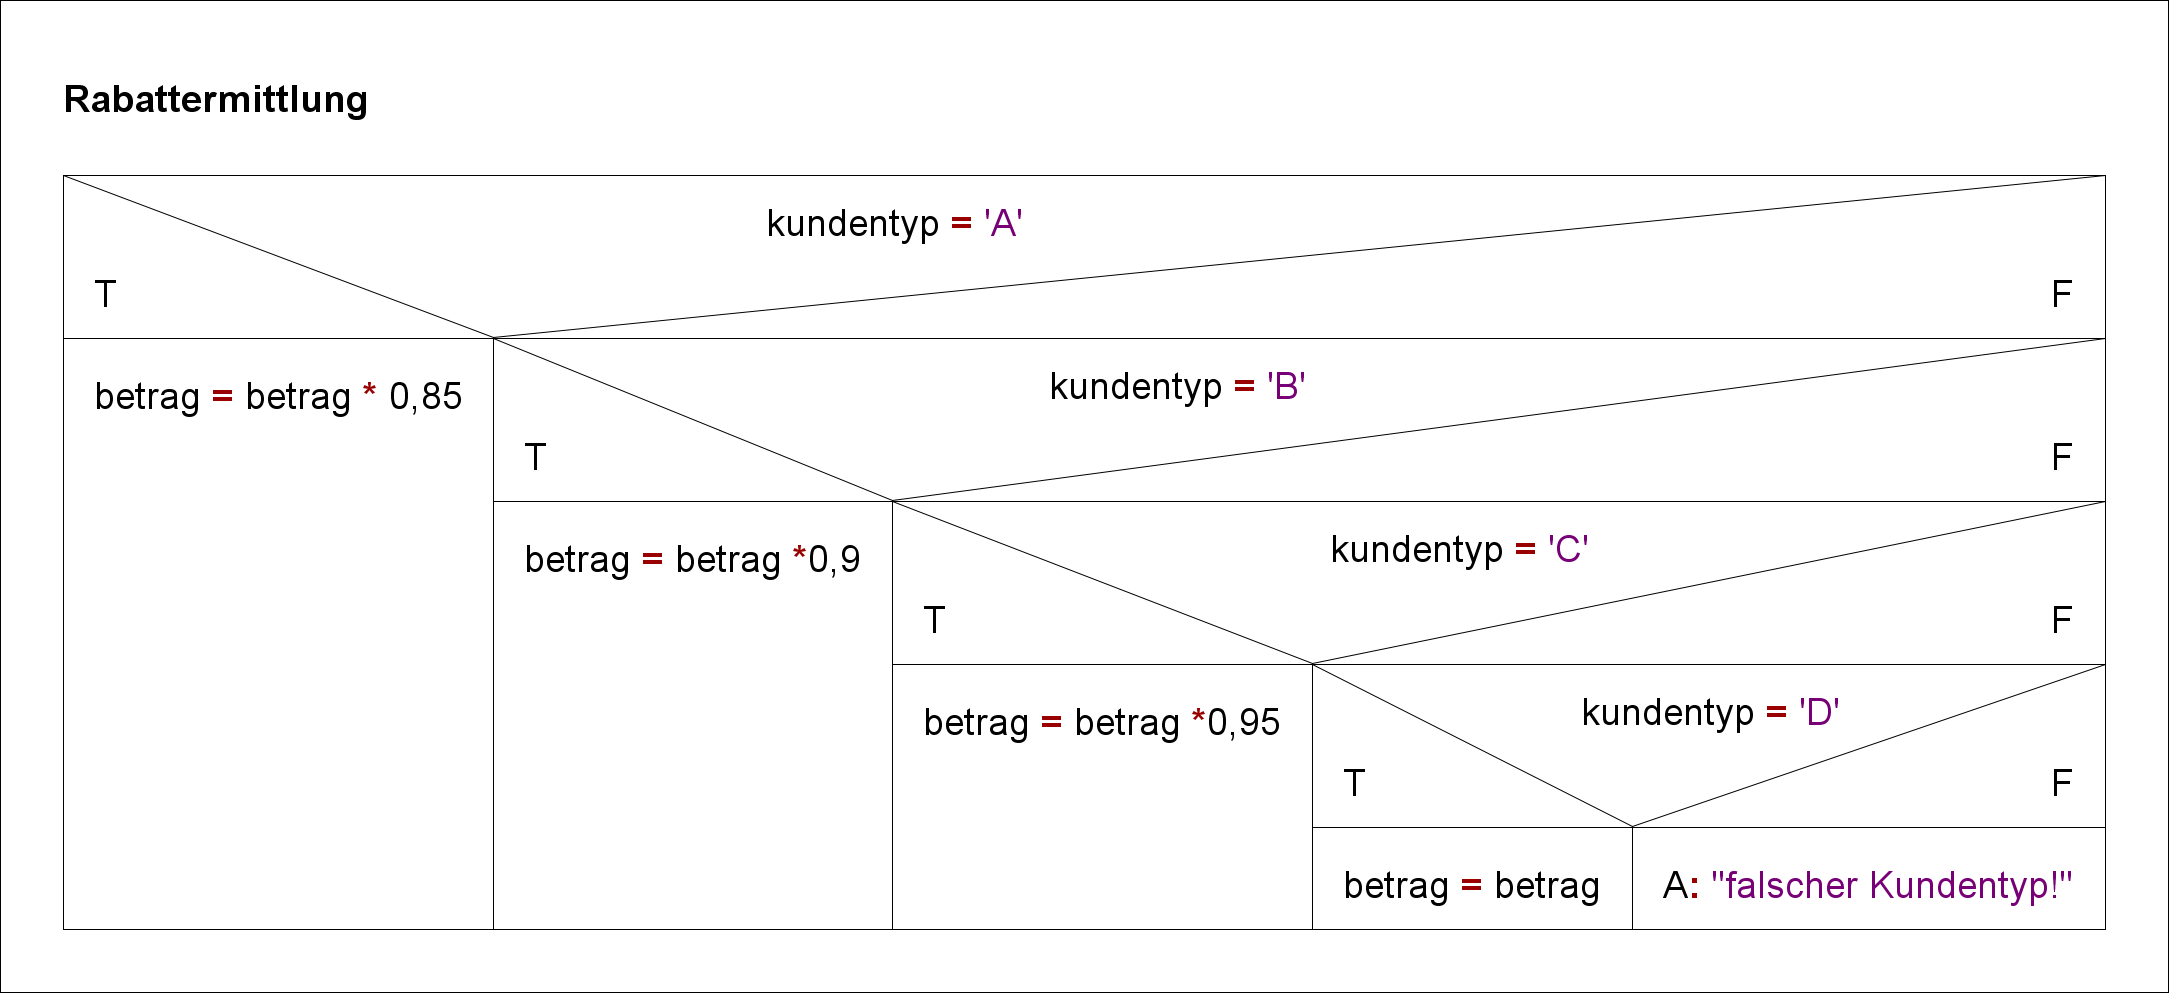 Rabattermittlung
kundentyp = 'A'
T
F
betrag = betrag * 0,85
kundentyp = 'B'
T
F
betrag = betrag *0,9
kundentyp = 'C'
T
F
betrag = betrag *0,95
kundentyp = 'D'
T
F
betrag = betrag
A: "falscher Kundentyp!"